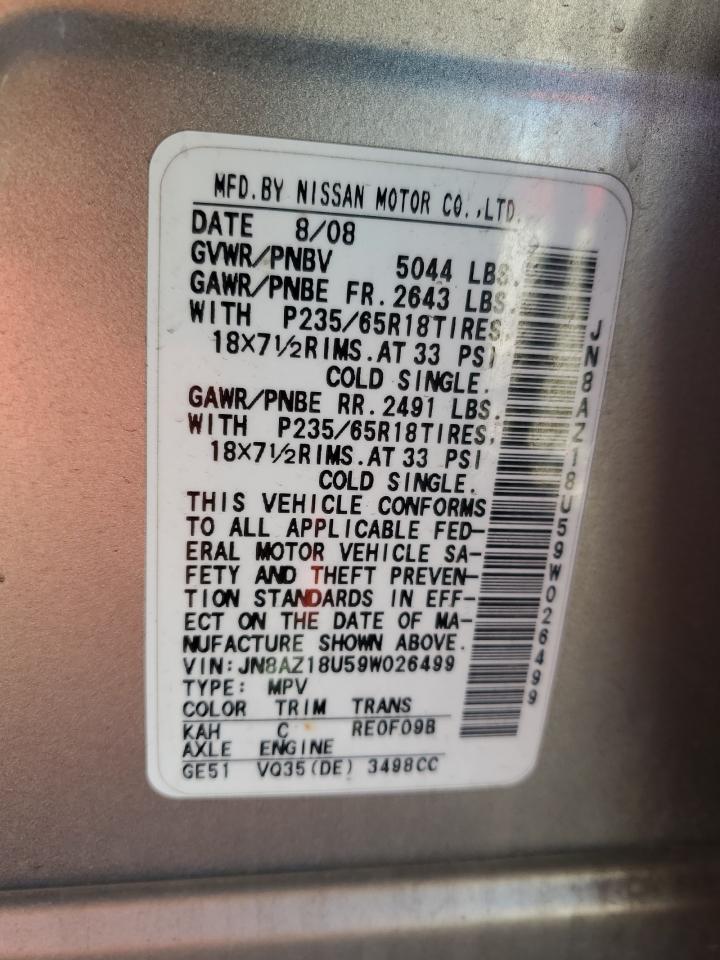 MFD.BY NISSAN MOTOR CO.,LTD.
DATE 8/08
GVWR/PNBV 5044 LBS.
GAWR/PNBE FR.2643 LBS.
WITH P235/65R18TIRES,
18×7½RIMS.AT 33 PSI
COLD SINGLE.
GAWR/PNBE RR.2491 LBS.
WITH P235/65R18TIRES,
18×7½RIMS.AT 33 PSI
COLD SINGLE.
THIS VEHICLE CONFORMS
TO ALL APPLICABLE FED-
ERAL MOTOR VEHICLE SA-
FETY AND THEFT PREVEN-
TION STANDARDS IN EFF-
ECT ON THE DATE OF MA-
NUFACTURE SHOWN ABOVE.
VIN:JN8AZ18U59W026499
TYPE: MPV
COLOR TRIM TRANS
KAH C RE0F09B
AXLE ENGINE
GE51 VQ35(DE) 3498CC
JN8AZ18U59W026499